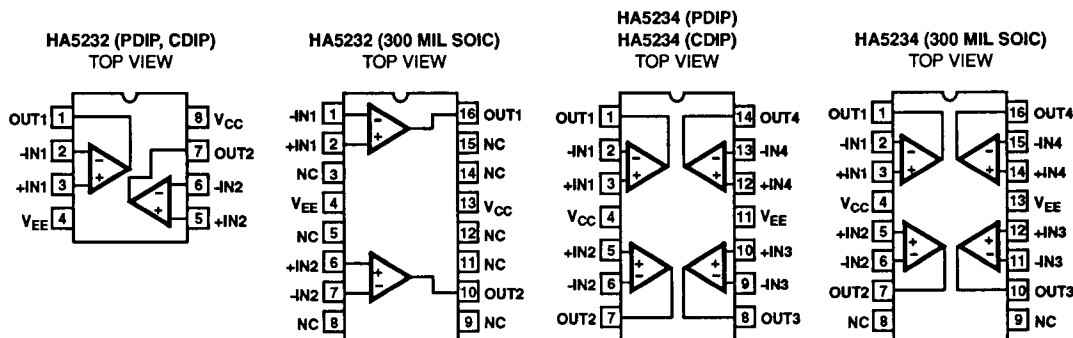 HA5232 (PDIP, CDIP)
TOP VIEW
OUT1 1
8 VCC
-IN1 2
7 OUT2
+IN1 3
6 -IN2
VEE 4
5 +IN2
HA5232 (300 MIL SOIC)
TOP VIEW
-IN1 1
16 OUT1
+IN1 2
15 NC
NC 3
14 NC
VEE 4
13 VCC
NC 5
12 NC
+IN2 6
11 NC
-IN2 7
10 OUT2
NC 8
9 NC
HA5234 (PDIP)
HA5234 (CDIP)
TOP VIEW
OUT1 1
14 OUT4
-IN1 2
13 -IN4
+IN1 3
12 +IN4
VCC 4
11 VEE
+IN2 5
10 +IN3
-IN2 6
9 -IN3
OUT2 7
8 OUT3
HA5234 (300 MIL SOIC)
TOP VIEW
OUT1 1
16 OUT4
-IN1 2
15 -IN4
+IN1 3
14 +IN4
VCC 4
13 VEE
+IN2 5
12 +IN3
-IN2 6
11 -IN3
OUT2 7
10 OUT3
NC 8
9 NC